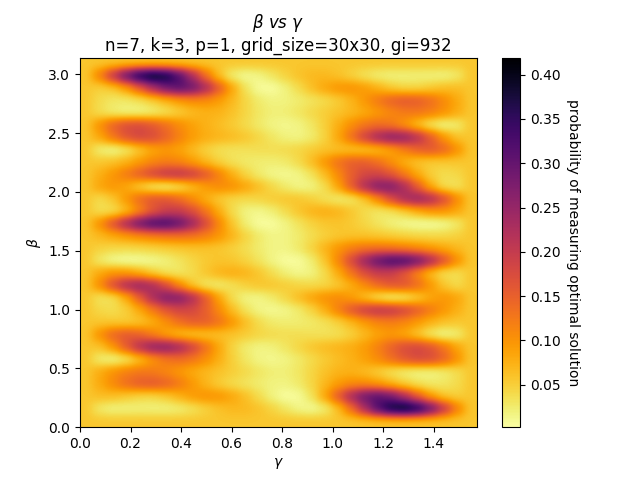 β vs γ
n=7, k=3, p=1, grid_size=30x30, gi=932
3.0
2.5
2.0
1.5
1.0
0.5
0.0
β
0.0 0.2 0.4 0.6 0.8 1.0 1.2 1.4
γ
0.40
0.35
0.30
0.25
0.20
0.15
0.10
0.05
probability of measuring optimal solution